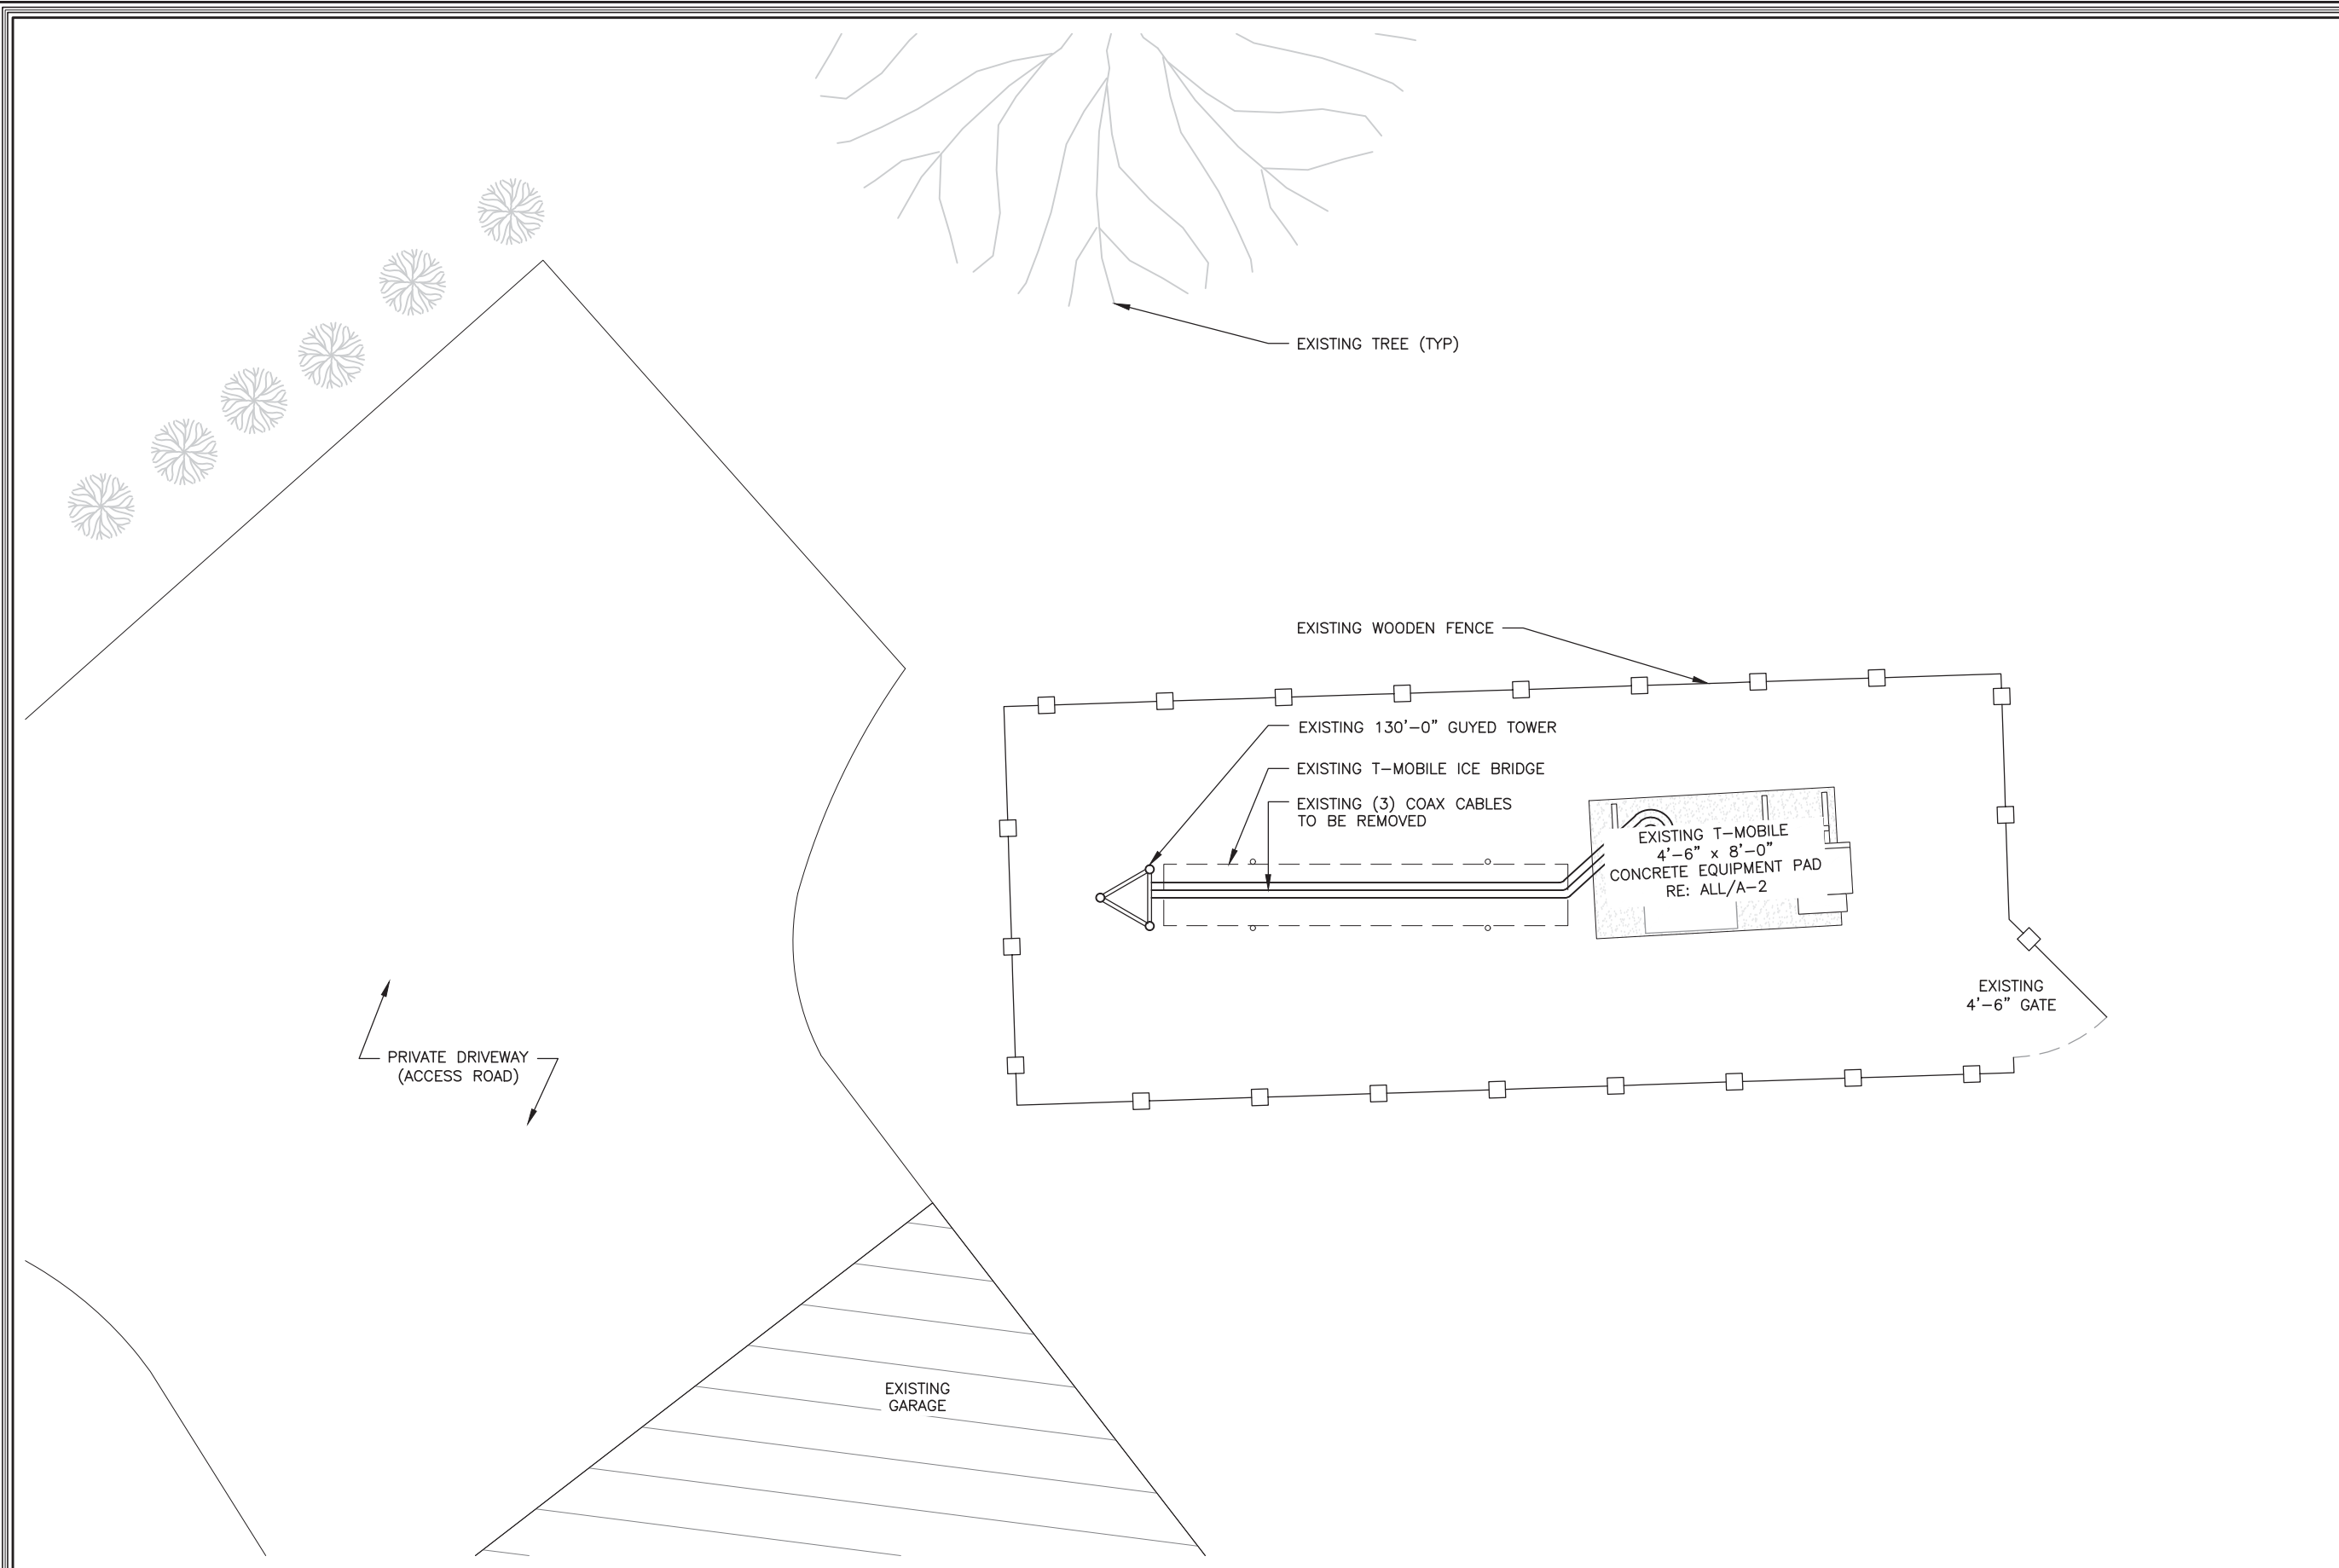 EXISTING TREE (TYP)
EXISTING WOODEN FENCE
EXISTING 130'-0" GUYED TOWER
EXISTING T-MOBILE ICE BRIDGE
EXISTING (3) COAX CABLES
TO BE REMOVED
EXISTING T-MOBILE
4'-6" x 8'-0"
CONCRETE EQUIPMENT PAD
RE: ALL/A-2
EXISTING
4'-6" GATE
PRIVATE DRIVEWAY
(ACCESS ROAD)
EXISTING
GARAGE